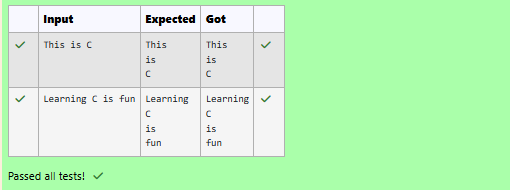 Input Expected Got
This is C This This
is is
C C
Learning C is fun Learning Learning
C C
is is
fun fun
Passed all tests!